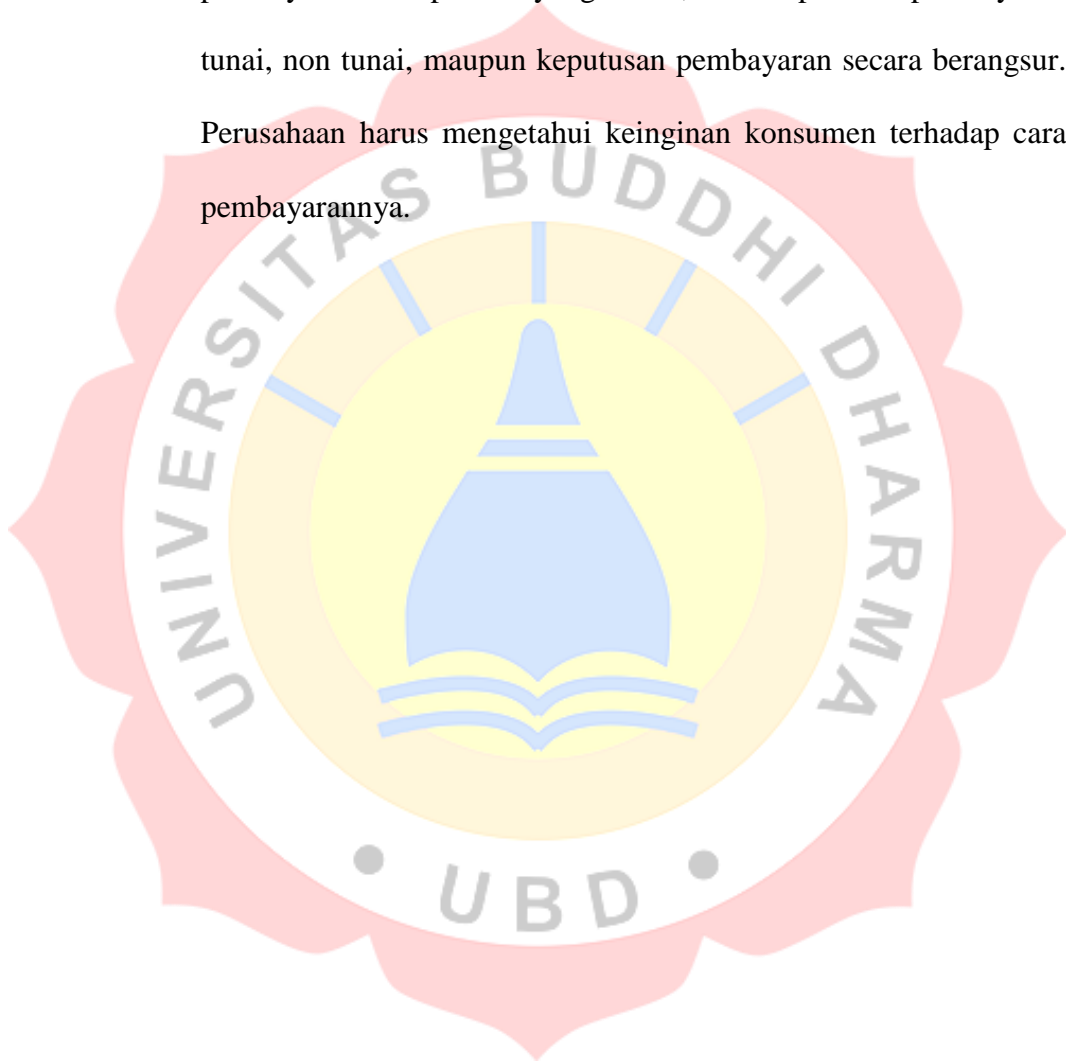 tunai, non tunai, maupun keputusan pembayaran secara berangsur.
Perusahaan harus mengetahui keinginan konsumen terhadap cara
pembayarannya.
UNIVERSITAS BUDDHI DHARMA
• UBD •